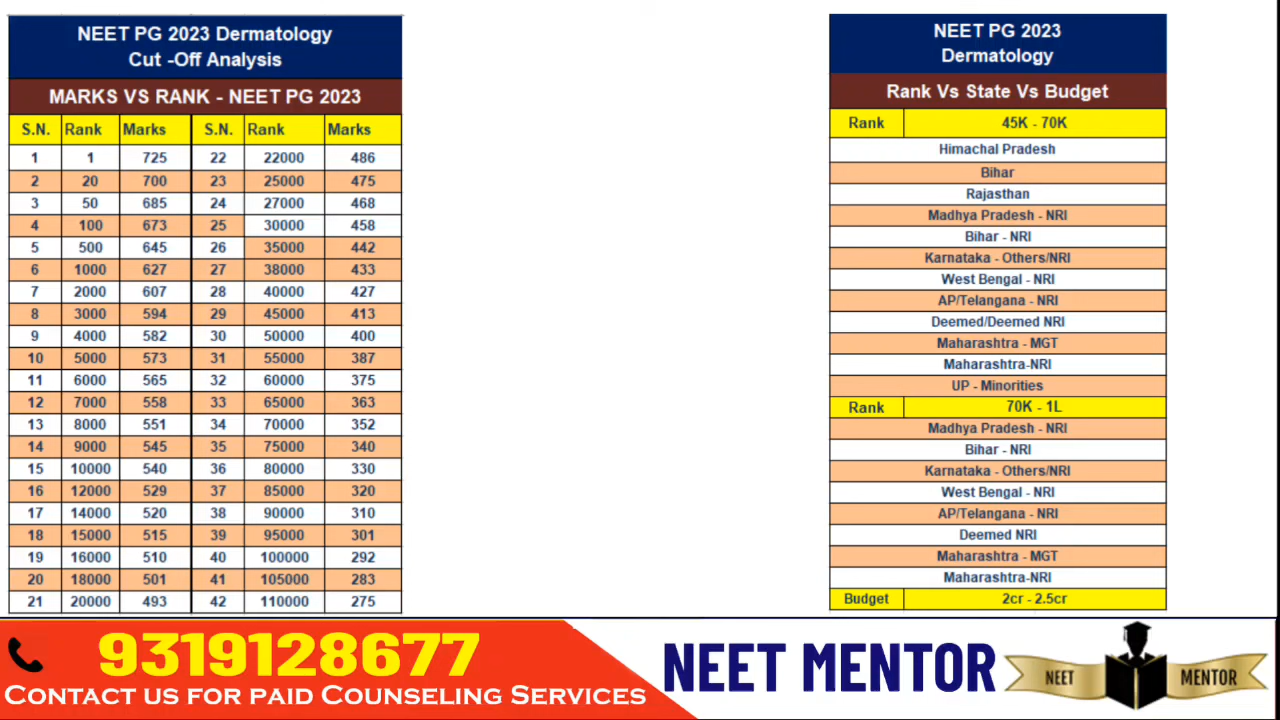 NEET PG 2023 Dermatology
Cut -Off Analysis
MARKS VS RANK - NEET PG 2023
S.N. Rank Marks S.N. Rank Marks
1 1 725 22 22000 486
2 20 700 23 25000 475
3 50 685 24 27000 468
4 100 673 25 30000 458
5 500 645 26 35000 442
6 1000 627 27 38000 433
7 2000 607 28 40000 427
8 3000 594 29 45000 413
9 4000 582 30 50000 400
10 5000 573 31 55000 387
11 6000 565 32 60000 375
12 7000 558 33 65000 363
13 8000 551 34 70000 352
14 9000 545 35 75000 340
15 10000 540 36 80000 330
16 12000 529 37 85000 320
17 14000 520 38 90000 310
18 15000 515 39 95000 301
19 16000 510 40 100000 292
20 18000 501 41 105000 283
21 20000 493 42 110000 275
NEET PG 2023
Dermatology
Rank Vs State Vs Budget
Rank 45K - 70K
Himachal Pradesh
Bihar
Rajasthan
Madhya Pradesh - NRI
Bihar - NRI
Karnataka - Others/NRI
West Bengal - NRI
AP/Telangana - NRI
Deemed/Deemed NRI
Maharashtra - MGT
Maharashtra-NRI
UP - Minorities
Rank 70K - 1L
Madhya Pradesh - NRI
Bihar - NRI
Karnataka - Others/NRI
West Bengal - NRI
AP/Telangana - NRI
Deemed NRI
Maharashtra - MGT
Maharashtra-NRI
Budget 2cr - 2.5cr
9319128677
CONTACT US FOR PAID COUNSELING SERVICES
NEET MENTOR
NEET MENTOR